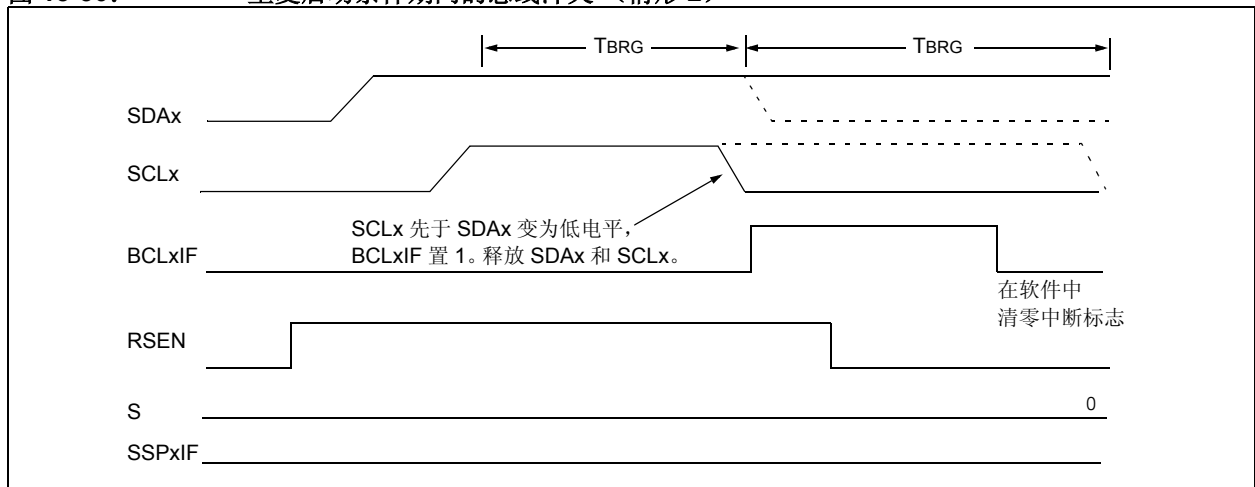 TBRG TBRG
SDAx
SCLx
SCLx 先于 SDAx 变为低电平，
BCLxIF 置 1。释放 SDAx 和 SCLx。
BCLxIF
在软件中
清零中断标志
RSEN
S 0
SSPxIF